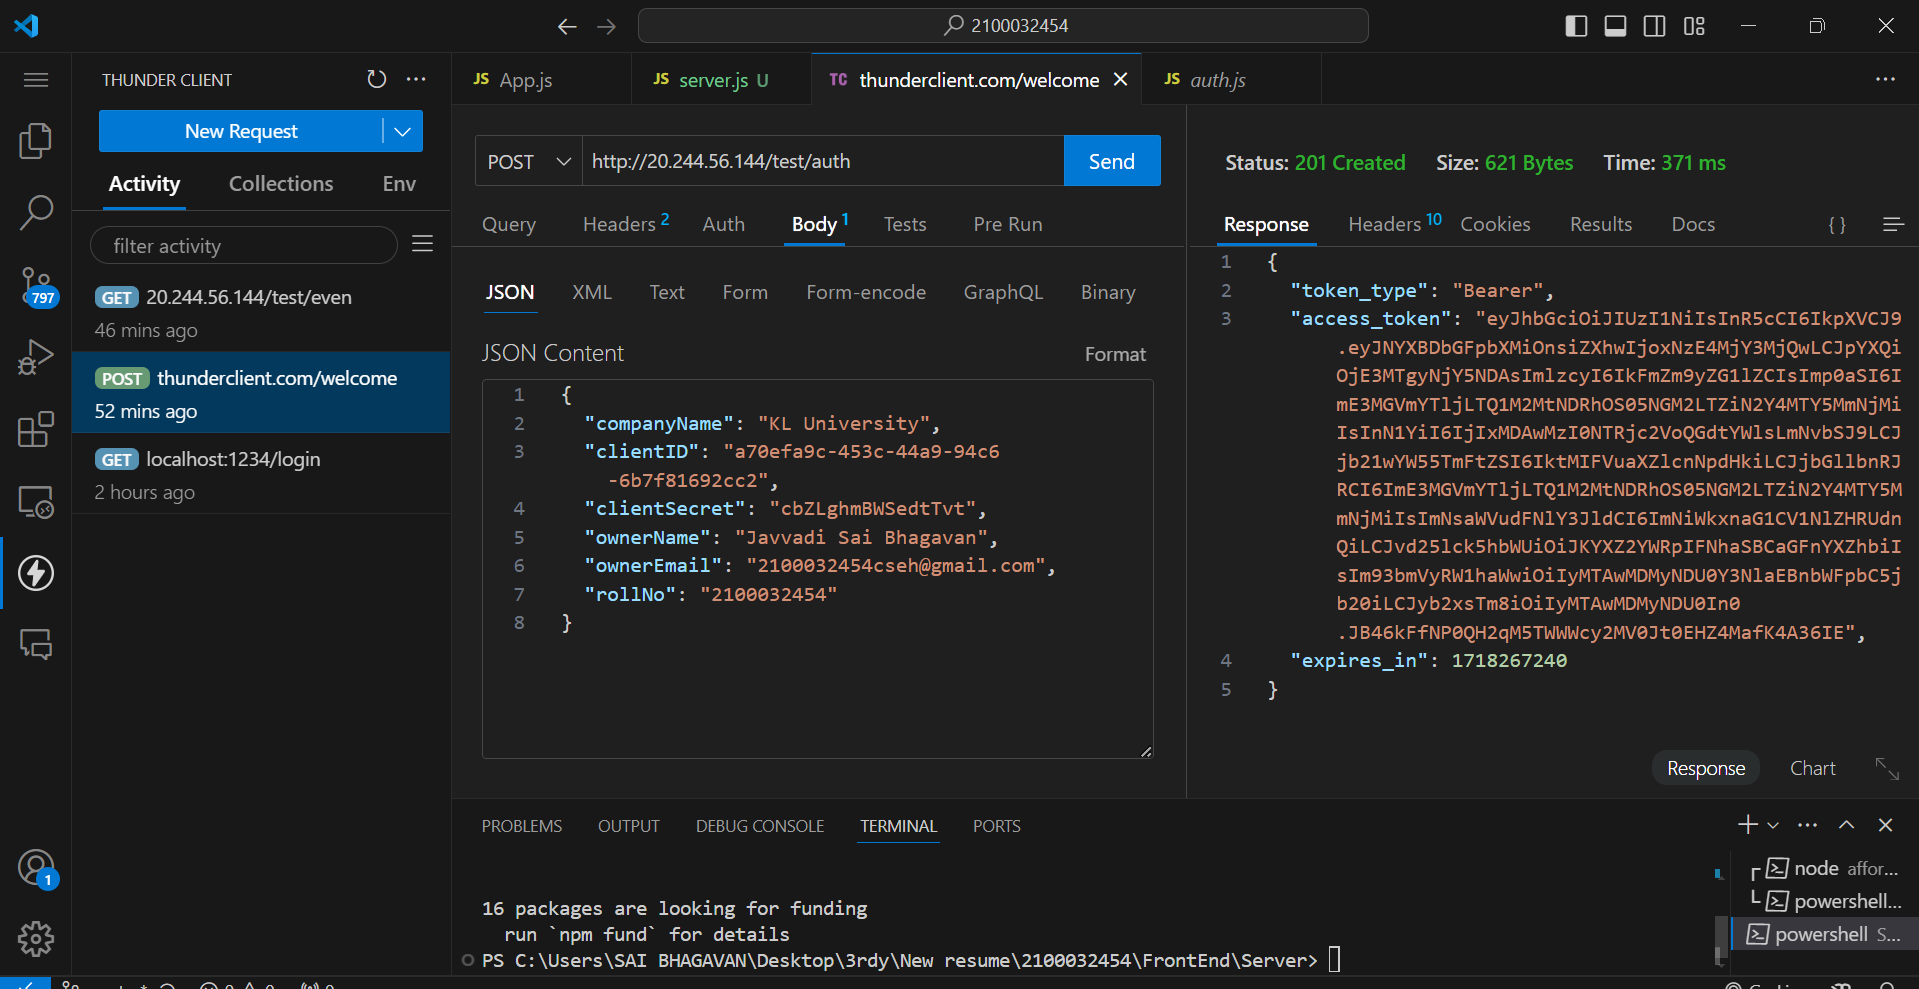 2100032454
THUNDER CLIENT
New Request
Activity Collections Env
filter activity
GET 20.244.56.144/test/even
46 mins ago
POST thunderclient.com/welcome
52 mins ago
GET localhost:1234/login
2 hours ago
797
1
JS App.js
JS server.js U
TC thunderclient.com/welcome
JS auth.js
POST http://20.244.56.144/test/auth Send
Query Headers 2 Auth Body 1 Tests Pre Run
JSON XML Text Form Form-encode GraphQL Binary
JSON Content Format
1 {
2 "companyName": "KL University",
3 "clientID": "a70efa9c-453c-44a9-94c6
-6b7f81692cc2",
4 "clientSecret": "cbZLghmBWSedtTvt",
5 "ownerName": "Javvadi Sai Bhagavan",
6 "ownerEmail": "2100032454cseh@gmail.com",
7 "rollNo": "2100032454"
8 }
Status: 201 Created Size: 621 Bytes Time: 371 ms
Response Headers 10 Cookies Results Docs { }
1 {
2 "token_type": "Bearer",
3 "access_token": "eyJhbGciOiJIUzI1NiIsInR5cCI6IkpXVCJ9
.eyJNYXBDbGFpbXMiOnsiZXhwIjoxNzE4MjY3MjQwLCJpYXQi
OjE3MTgyNjY5NDAsImlzcyI6IkFmZm9yZG1lZCIsImp0aSI6I
mE3MGVmYTljLTQ1M2MtNDRhOS05NGM2LTZiN2Y4MTY5MmNjMi
IsInN1YiI6IjIxMDAwMzI0NTRjc2VoQGdtYWlsLmNvbSJ9LCJ
jb21wYW55TmFtZSI6IktMIFVuaXZlcnNpdHkiLCJjbGllbnRJ
RCI6ImE3MGVmYTljLTQ1M2MtNDRhOS05NGM2LTZiN2Y4MTY5M
mNjMiIsImNsaWVudFNlY3JldCI6ImNiWkxnaG1CV1NlZHRUdn
QiLCJvd25lck5hbWUiOiJKYXZ2YWRpIFNhaSBCaGFnYXZhbiI
sIm93bmVyRW1haWwiOiIyMTAwMDMyNDU0Y3NlaEBnbWFpbC5j
b20iLCJyb2xsTm8iOiIyMTAwMDMyNDU0In0
.JB46kFfNP0QH2qM5TWWWcy2MV0Jt0EHZ4MafK4A36IE",
4 "expires_in": 1718267240
5 }
Response Chart
PROBLEMS OUTPUT DEBUG CONSOLE TERMINAL PORTS
16 packages are looking for funding
run `npm fund` for details
PS C:\Users\SAI BHAGAVAN\Desktop\3rdy\New resume\2100032454\FrontEnd\Server>
node affor...
powershell...
powershell S...